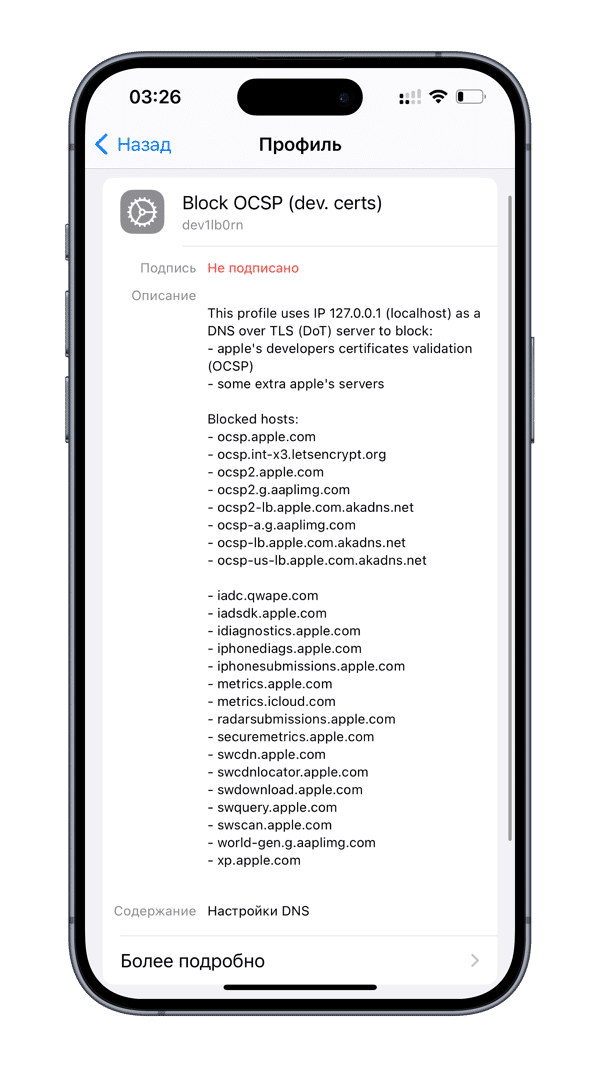 03:26
Назад
Профиль
Block OCSP (dev. certs)
dev1lb0rn
Подпись Не подписано
Описание
This profile uses IP 127.0.0.1 (localhost) as a
DNS over TLS (DoT) server to block:
- apple's developers certificates validation
(OCSP)
- some extra apple's servers
Blocked hosts:
- ocsp.apple.com
- ocsp.int-x3.letsencrypt.org
- ocsp2.apple.com
- ocsp2.g.aaplimg.com
- ocsp2-lb.apple.com.akadns.net
- ocsp-a.g.aaplimg.com
- ocsp-lb.apple.com.akadns.net
- ocsp-us-lb.apple.com.akadns.net
- iadc.qwape.com
- iadsdk.apple.com
- idiagnostics.apple.com
- iphonediags.apple.com
- iphonesubmissions.apple.com
- metrics.apple.com
- metrics.icloud.com
- radarsubmissions.apple.com
- securemetrics.apple.com
- swcdn.apple.com
- swcdnlocator.apple.com
- swdownload.apple.com
- swquery.apple.com
- swscan.apple.com
- world-gen.g.aaplimg.com
- xp.apple.com
Содержание Настройки DNS
Более подробно